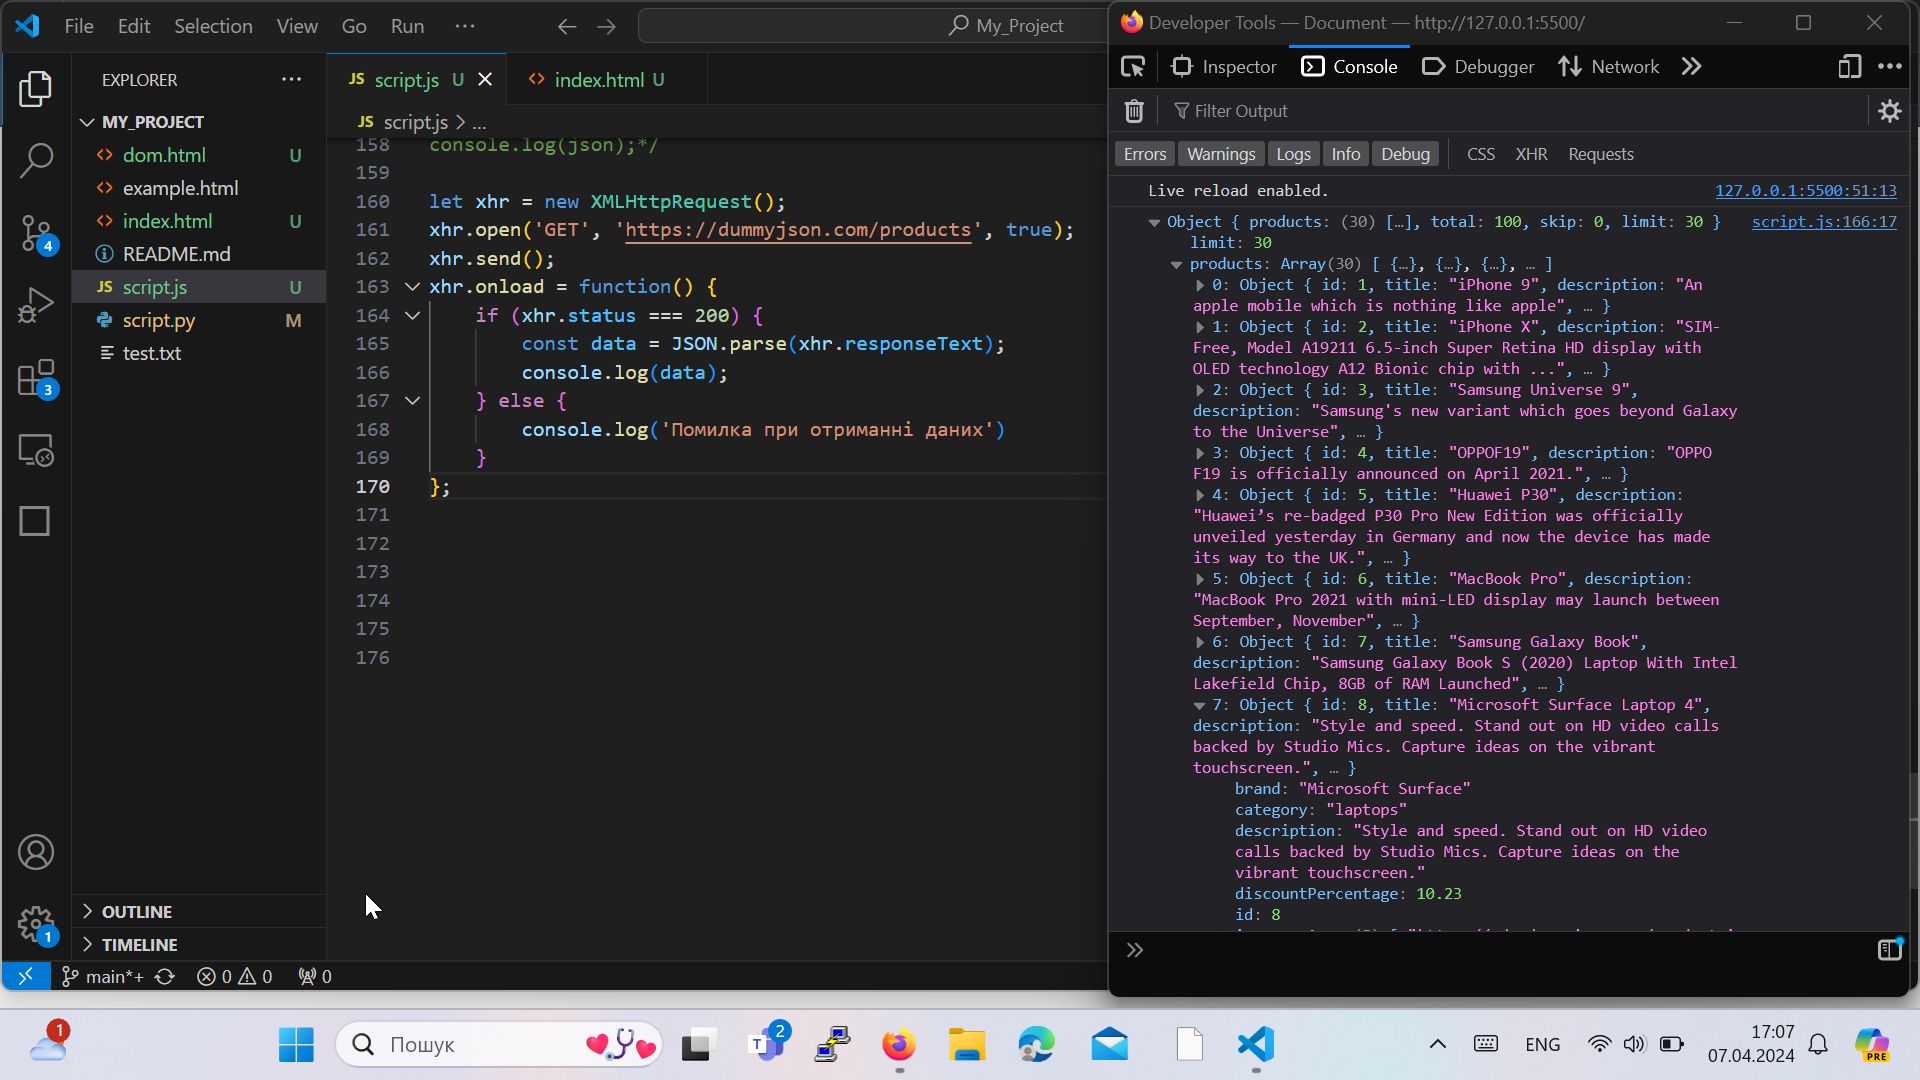 File Edit Selection View Go Run ··· My_Project
EXPLORER ···
MY_PROJECT
dom.html U
example.html
index.html U
README.md
script.js U
script.py M
test.txt
OUTLINE
TIMELINE
4
3
1
JS script.js U
index.html U
JS script.js > ...
158 console.log(json);*/
159
160 let xhr = new XMLHttpRequest();
161 xhr.open('GET', 'https://dummyjson.com/products', true);
162 xhr.send();
163 xhr.onload = function() {
164 if (xhr.status === 200) {
165 const data = JSON.parse(xhr.responseText);
166 console.log(data);
167 } else {
168 console.log('Помилка при отриманні даних')
169 }
170 };
171
172
173
174
175
176
main*+ 0 0 0
Developer Tools — Document — http://127.0.0.1:5500/
Inspector Console Debugger Network
Filter Output
Errors Warnings Logs Info Debug CSS XHR Requests
Live reload enabled. 127.0.0.1:5500:51:13
Object { products: (30) […], total: 100, skip: 0, limit: 30 } script.js:166:17
limit: 30
products: Array(30) [ {…}, {…}, {…}, … ]
0: Object { id: 1, title: "iPhone 9", description: "An
apple mobile which is nothing like apple", … }
1: Object { id: 2, title: "iPhone X", description: "SIM-
Free, Model A19211 6.5-inch Super Retina HD display with
OLED technology A12 Bionic chip with ...", … }
2: Object { id: 3, title: "Samsung Universe 9",
description: "Samsung's new variant which goes beyond Galaxy
to the Universe", … }
3: Object { id: 4, title: "OPPOF19", description: "OPPO
F19 is officially announced on April 2021.", … }
4: Object { id: 5, title: "Huawei P30", description:
"Huawei’s re-badged P30 Pro New Edition was officially
unveiled yesterday in Germany and now the device has made
its way to the UK.", … }
5: Object { id: 6, title: "MacBook Pro", description:
"MacBook Pro 2021 with mini-LED display may launch between
September, November", … }
6: Object { id: 7, title: "Samsung Galaxy Book",
description: "Samsung Galaxy Book S (2020) Laptop With Intel
Lakefield Chip, 8GB of RAM Launched", … }
7: Object { id: 8, title: "Microsoft Surface Laptop 4",
description: "Style and speed. Stand out on HD video calls
backed by Studio Mics. Capture ideas on the vibrant
touchscreen.", … }
brand: "Microsoft Surface"
category: "laptops"
description: "Style and speed. Stand out on HD video
calls backed by Studio Mics. Capture ideas on the
vibrant touchscreen."
discountPercentage: 10.23
id: 8
1
Пошук
2
ENG
17:07
07.04.2024
PRE